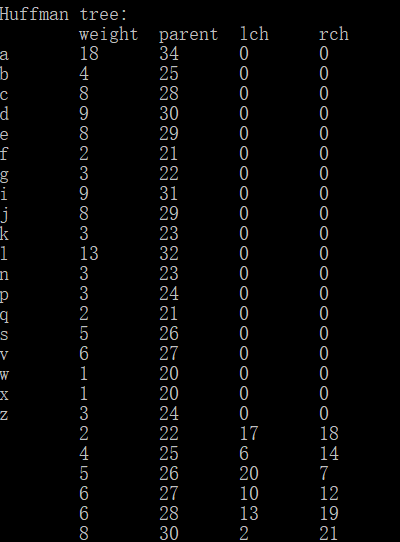 Huffman tree:
weight parent lch rch
a 18 34 0 0
b 4 25 0 0
c 8 28 0 0
d 9 30 0 0
e 8 29 0 0
f 2 21 0 0
g 3 22 0 0
i 9 31 0 0
j 8 29 0 0
k 3 23 0 0
l 13 32 0 0
n 3 23 0 0
p 3 24 0 0
q 2 21 0 0
s 5 26 0 0
v 6 27 0 0
w 1 20 0 0
x 1 20 0 0
z 3 24 0 0
2 22 17 18
4 25 6 14
5 26 20 7
6 27 10 12
6 28 13 19
8 30 2 21